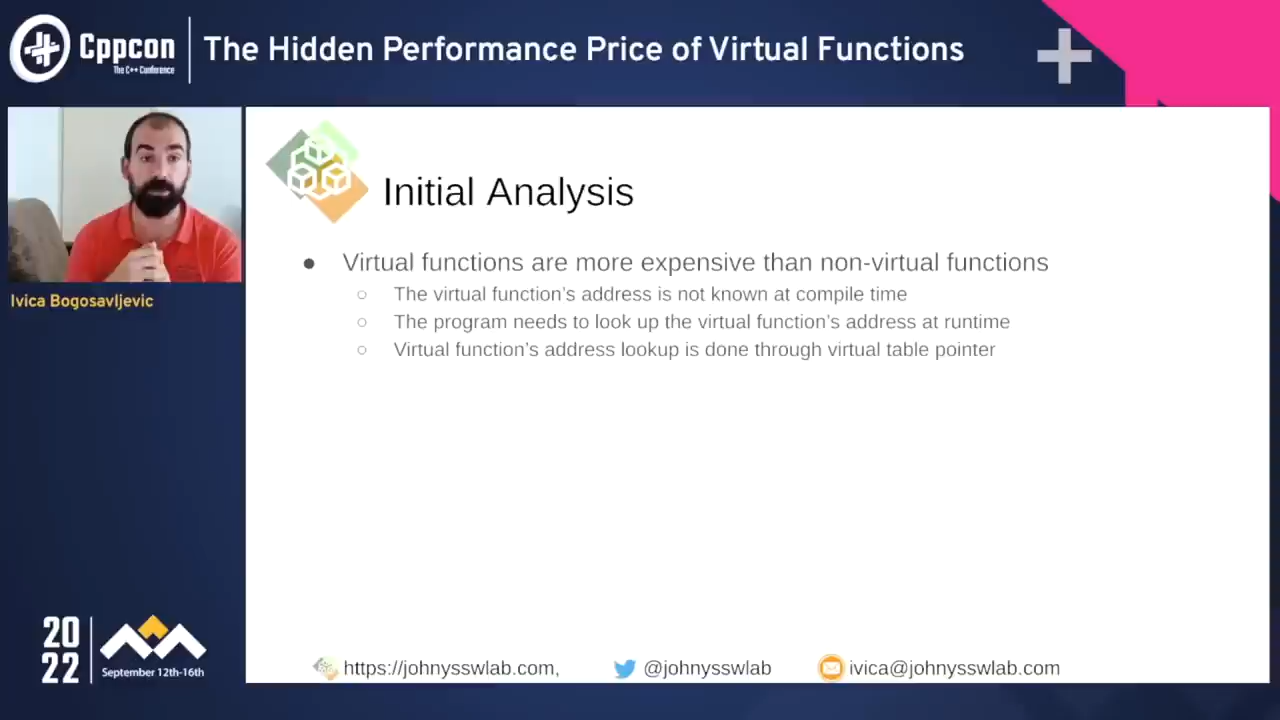 Cppcon
The C++ Conference
The Hidden Performance Price of Virtual Functions
Ivica Bogosavljevic
Initial Analysis
● Virtual functions are more expensive than non-virtual functions
○ The virtual function's address is not known at compile time
○ The program needs to look up the virtual function's address at runtime
○ Virtual function's address lookup is done through virtual table pointer
20
22
September 12th-16th
https://johnysswlab.com, @johnysswlab ivica@johnysswlab.com